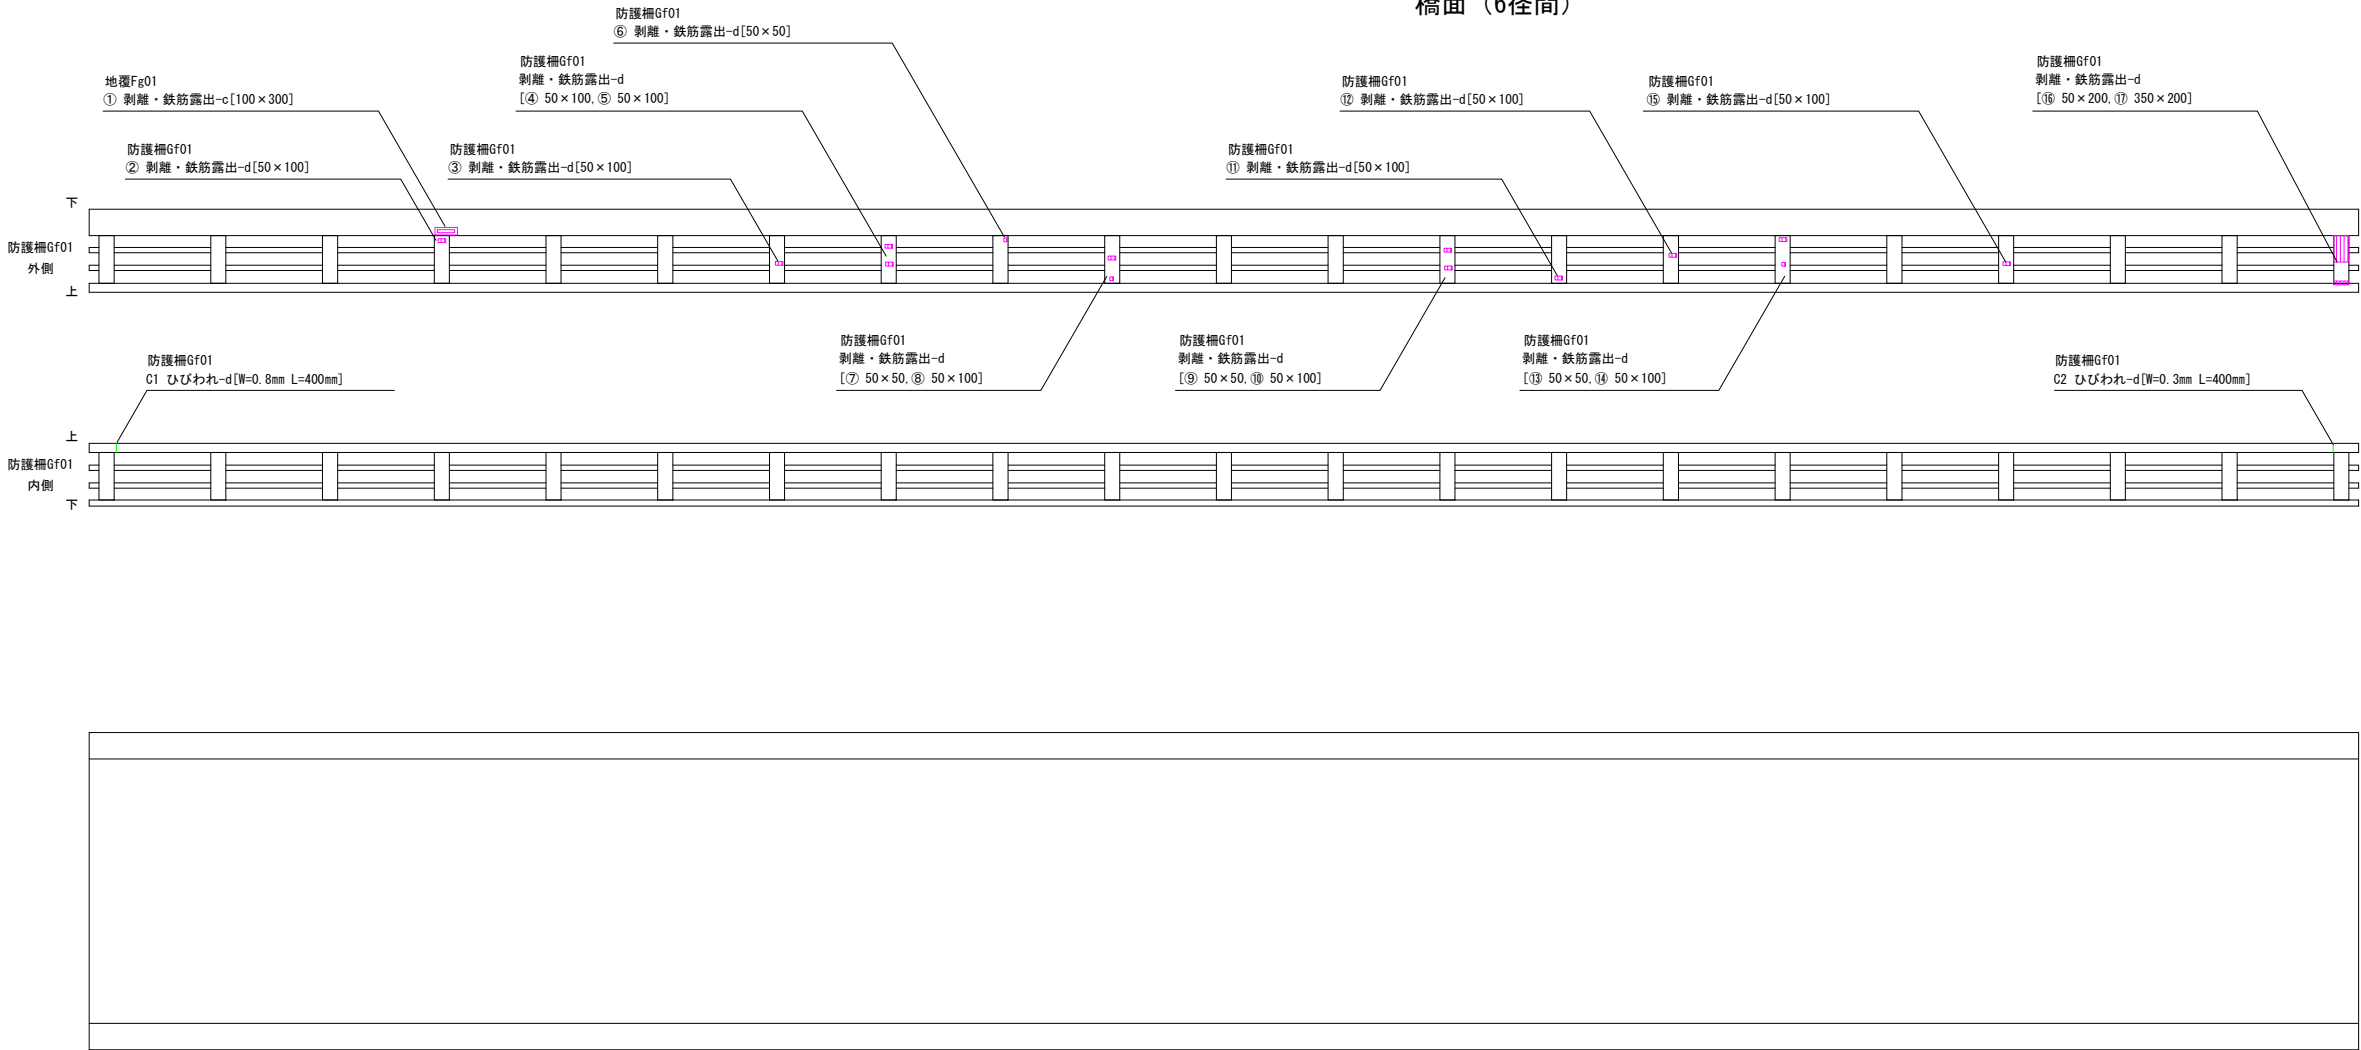 橋面（6径間）
防護柵Gf01
⑥ 剥離・鉄筋露出-d[50×50]
防護柵Gf01
剥離・鉄筋露出-d
[④ 50×100,⑤ 50×100]
地覆Fg01
① 剥離・鉄筋露出-c[100×300]
防護柵Gf01
⑫ 剥離・鉄筋露出-d[50×100]
防護柵Gf01
⑮ 剥離・鉄筋露出-d[50×100]
防護柵Gf01
剥離・鉄筋露出-d
[⑯ 50×200,⑰ 350×200]
防護柵Gf01
② 剥離・鉄筋露出-d[50×100]
防護柵Gf01
③ 剥離・鉄筋露出-d[50×100]
防護柵Gf01
⑪ 剥離・鉄筋露出-d[50×100]
下
防護柵Gf01
外側
上
防護柵Gf01
C1 ひびわれ-d[W=0.8mm L=400mm]
防護柵Gf01
剥離・鉄筋露出-d
[⑦ 50×50,⑧ 50×100]
防護柵Gf01
剥離・鉄筋露出-d
[⑨ 50×50,⑩ 50×100]
防護柵Gf01
剥離・鉄筋露出-d
[⑬ 50×50,⑭ 50×100]
防護柵Gf01
C2 ひびわれ-d[W=0.3mm L=400mm]
上
防護柵Gf01
内側
下